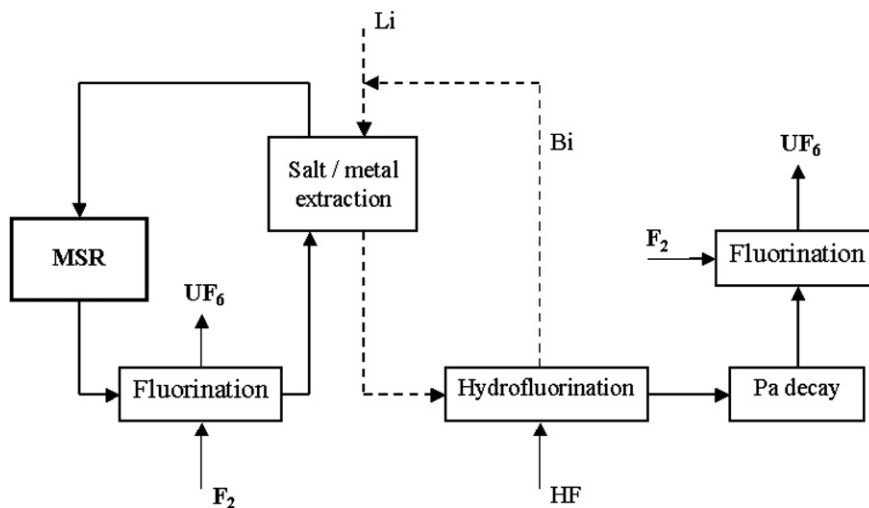 Li
Bi
Salt / metal
extraction
UF₆
MSR
F₂
Fluorination
UF₆
Fluorination
Hydrofluorination
Pa decay
F₂
HF